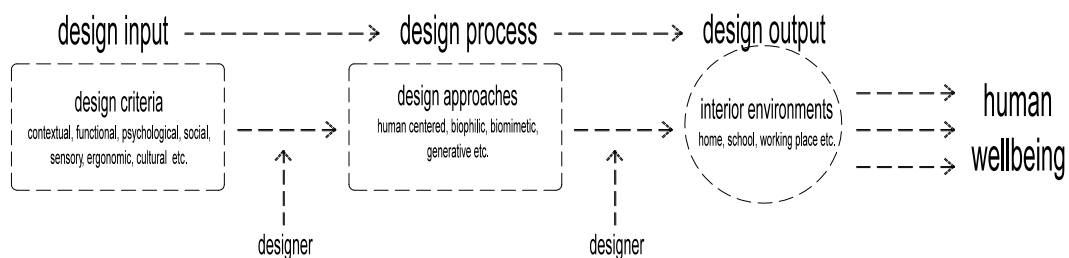 design input
design process
design output
design criteria
contextual, functional, psychological, social,
sensory, ergonomic, cultural etc.
design approaches
human centered, biophilic, biomimetic,
generative etc.
interior environments
home, school, working place etc.
human
wellbeing
designer
designer